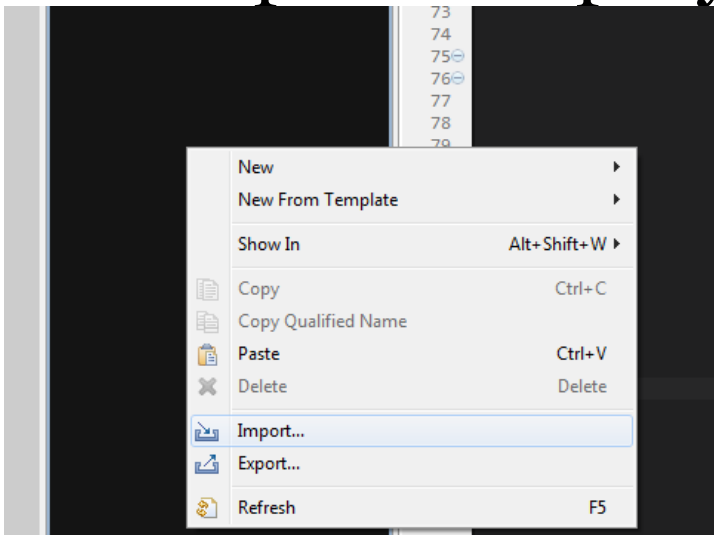 73
74
75
76
77
78
79
New
New From Template
Show In Alt+Shift+W
Copy Ctrl+C
Copy Qualified Name
Paste Ctrl+V
Delete Delete
Import...
Export...
Refresh F5